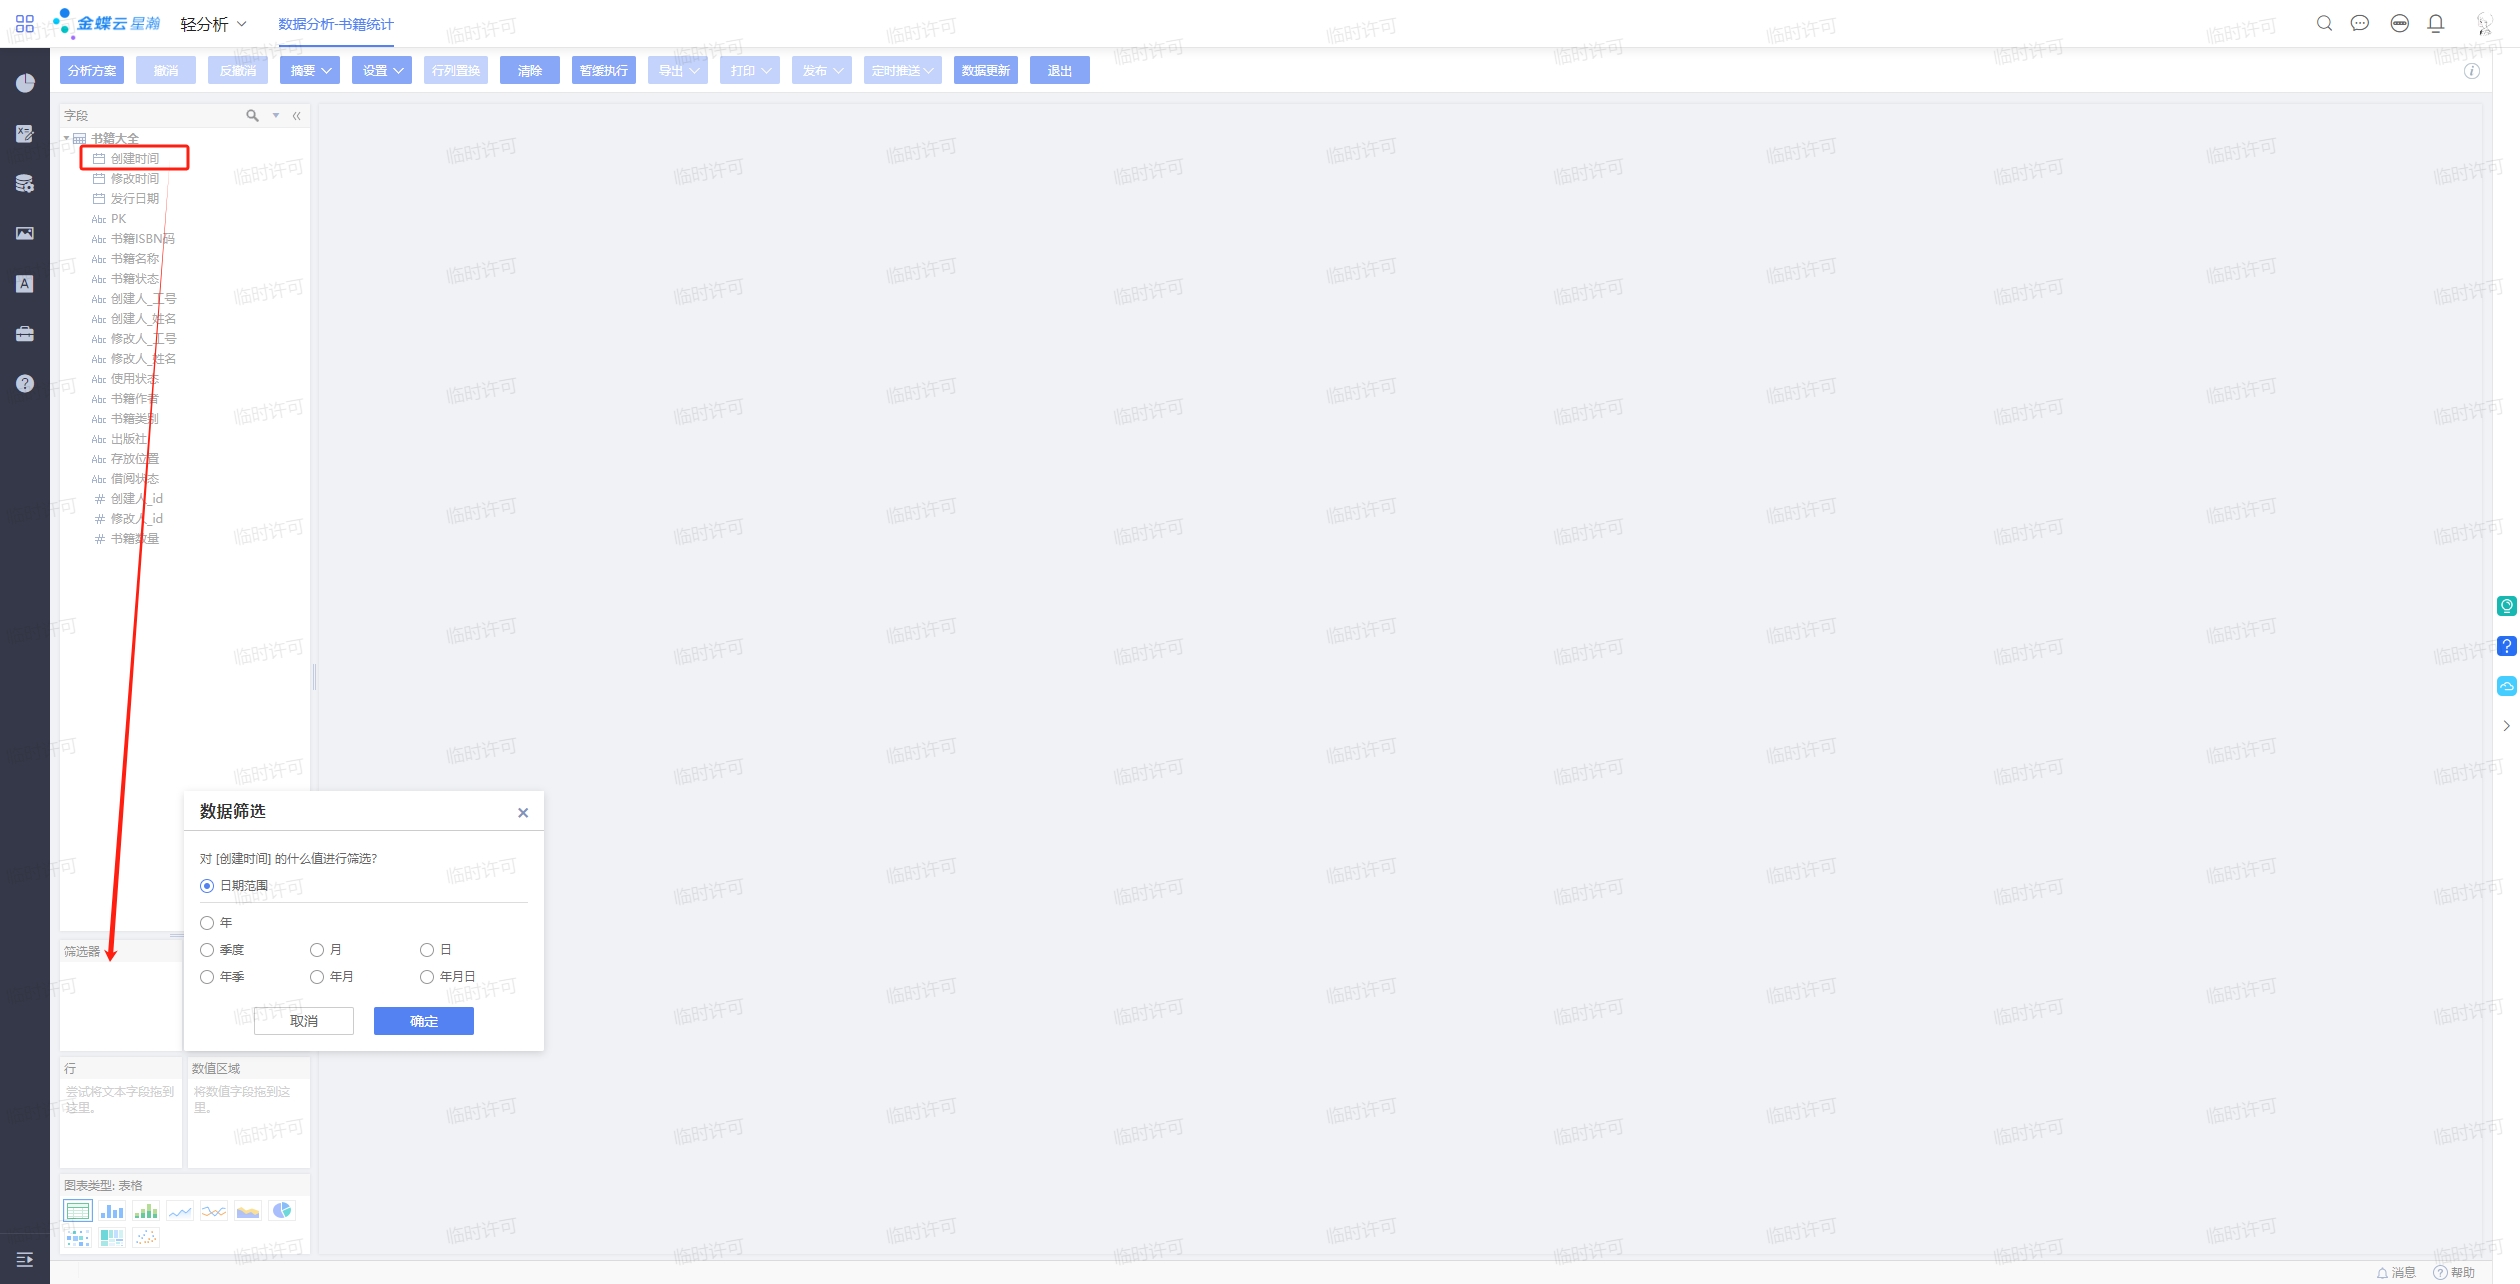 金蝶云星瀚 轻分析 数据分析-书籍统计
分析方案 撤消 反撤消 摘要 设置 行列置换 清除 暂缓执行 导出 打印 发布 定时推送 数据更新 退出
字段
书籍大全
创建时间
修改时间
发行日期
Abc PK
Abc 书籍ISBN码
Abc 书籍名称
Abc 书籍状态
Abc 创建人_工号
Abc 创建人_姓名
Abc 修改人_工号
Abc 修改人_姓名
Abc 使用状态
Abc 书籍作者
Abc 书籍类别
Abc 出版社
Abc 存放位置
Abc 借阅状态
# 创建人_id
# 修改人_id
# 书籍数量
数据筛选
对 [创建时间] 的什么值进行筛选?
日期范围
年
季度 月 日
年季 年月 年月日
取消 确定
筛选器
行
尝试将文本字段拖到
这里。
数值区域
将数值字段拖到这
里。
图表类型: 表格
消息 帮助
临时许可